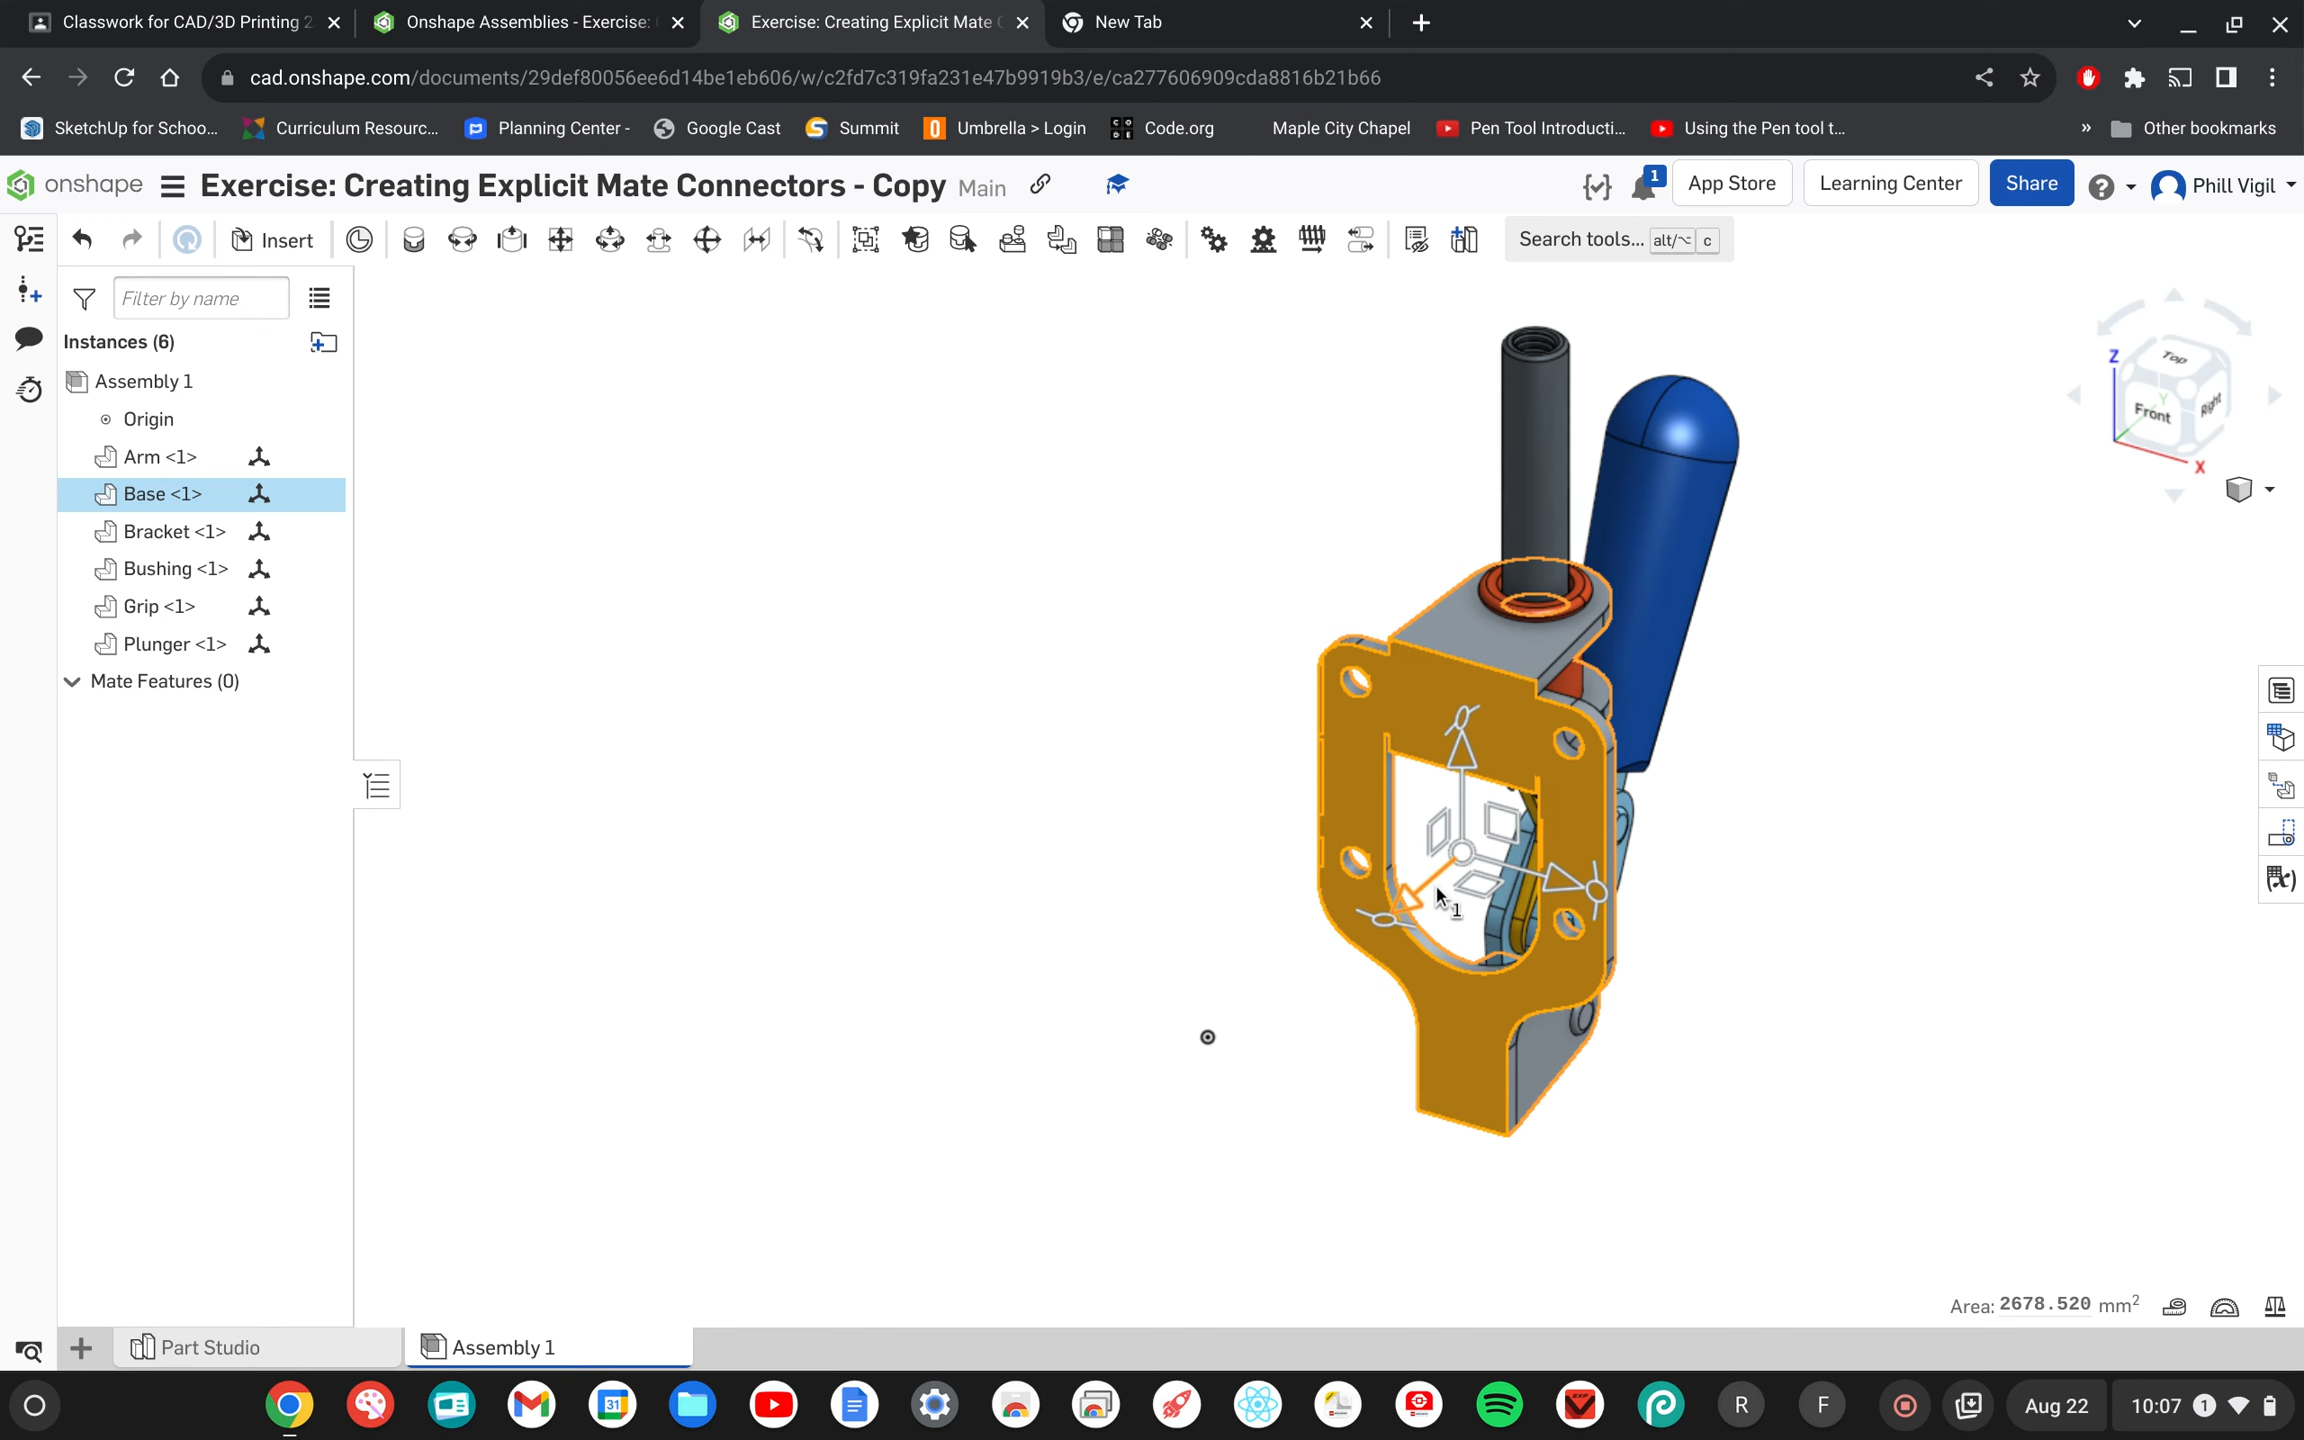 Classwork for CAD/3D Printing 2
Onshape Assemblies - Exercise: 
Exercise: Creating Explicit Mate C
New Tab
cad.onshape.com/documents/29def80056ee6d14be1eb606/w/c2fd7c319fa231e47b9919b3/e/ca277606909cda8816b21b66
SketchUp for Schoo...
Curriculum Resourc...
Planning Center -
Google Cast
Summit
Umbrella > Login
Code.org
Maple City Chapel
Pen Tool Introducti...
Using the Pen tool t...
»
Other bookmarks
onshape
Exercise: Creating Explicit Mate Connectors - Copy
Main
1
App Store
Learning Center
Share
Phill Vigil
Insert
Search tools... alt/⌥ c
Filter by name
Instances (6)
Assembly 1
Origin
Arm <1>
Base <1>
Bracket <1>
Bushing <1>
Grip <1>
Plunger <1>
Mate Features (0)
Z
Top
Y
Front
Right
X
1
Area: 2678.520 mm²
Part Studio
Assembly 1
31
R
F
Aug 22
10:07
1